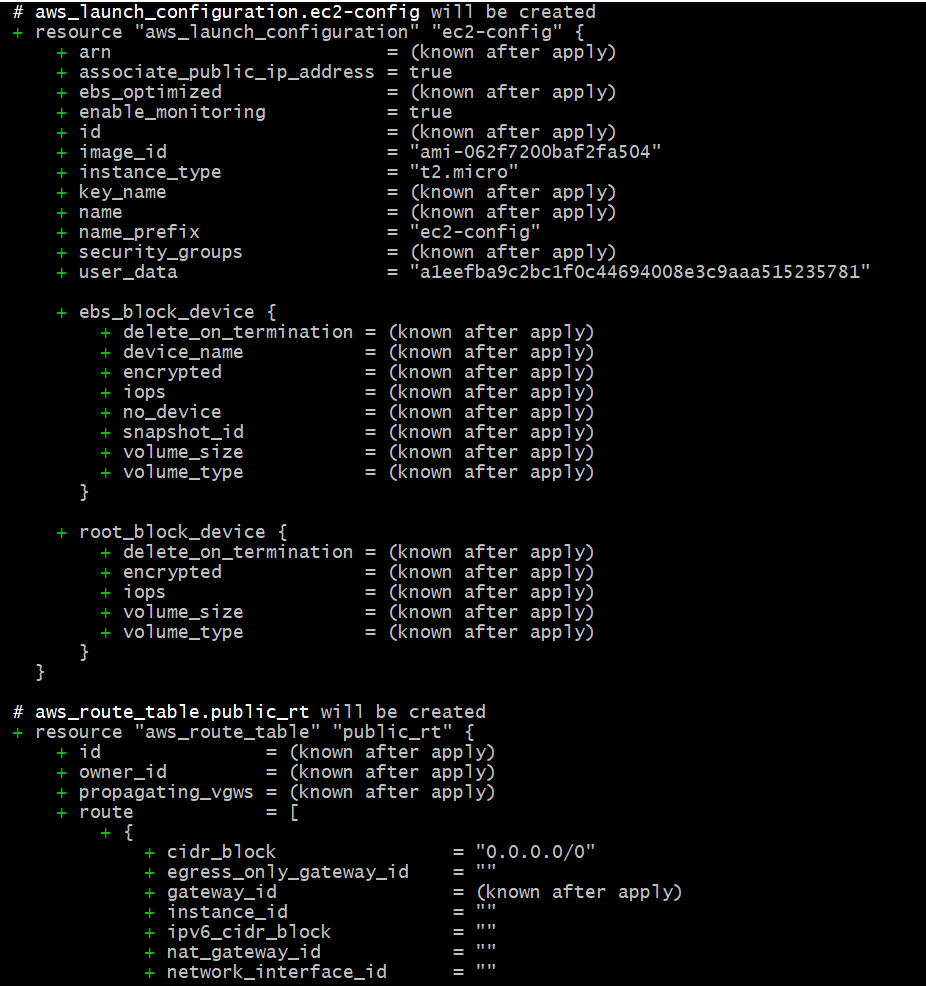 # aws_launch_configuration.ec2-config will be created
+ resource "aws_launch_configuration" "ec2-config" {
    + arn                         = (known after apply)
    + associate_public_ip_address = true
    + ebs_optimized               = (known after apply)
    + enable_monitoring           = true
    + id                          = (known after apply)
    + image_id                    = "ami-062f7200baf2fa504"
    + instance_type               = "t2.micro"
    + key_name                    = (known after apply)
    + name                        = (known after apply)
    + name_prefix                 = "ec2-config"
    + security_groups             = (known after apply)
    + user_data                   = "a1eefba9c2bc1f0c44694008e3c9aaa515235781"

    + ebs_block_device {
        + delete_on_termination = (known after apply)
        + device_name           = (known after apply)
        + encrypted             = (known after apply)
        + iops                  = (known after apply)
        + no_device             = (known after apply)
        + snapshot_id           = (known after apply)
        + volume_size           = (known after apply)
        + volume_type           = (known after apply)
      }

    + root_block_device {
        + delete_on_termination = (known after apply)
        + encrypted             = (known after apply)
        + iops                  = (known after apply)
        + volume_size           = (known after apply)
        + volume_type           = (known after apply)
      }
  }

# aws_route_table.public_rt will be created
+ resource "aws_route_table" "public_rt" {
    + id               = (known after apply)
    + owner_id         = (known after apply)
    + propagating_vgws = (known after apply)
    + route            = [
        + {
            + cidr_block                = "0.0.0.0/0"
            + egress_only_gateway_id    = ""
            + gateway_id                = (known after apply)
            + instance_id               = ""
            + ipv6_cidr_block           = ""
            + nat_gateway_id            = ""
            + network_interface_id      = ""